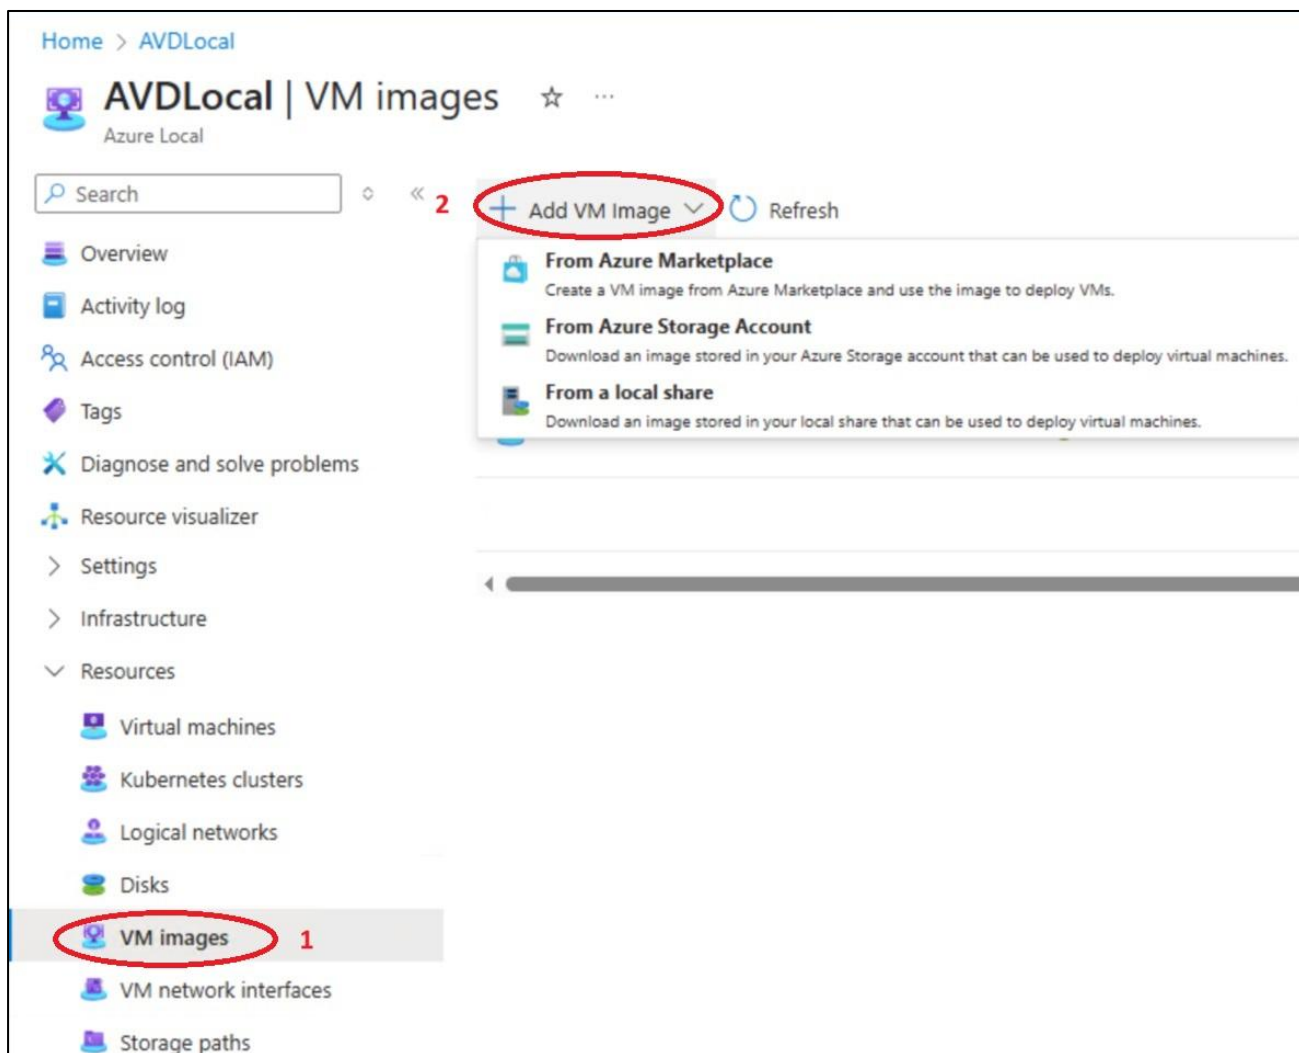 Home > AVDLocal
AVDLocal | VM images
Azure Local
Search
2
Add VM Image
Refresh
Overview
From Azure Marketplace
Create a VM image from Azure Marketplace and use the image to deploy VMs.
Activity log
From Azure Storage Account
Download an image stored in your Azure Storage account that can be used to deploy virtual machines.
Access control (IAM)
From a local share
Download an image stored in your local share that can be used to deploy virtual machines.
Tags
Diagnose and solve problems
Resource visualizer
Settings
Infrastructure
Resources
Virtual machines
Kubernetes clusters
Logical networks
Disks
VM images 1
VM network interfaces
Storage paths